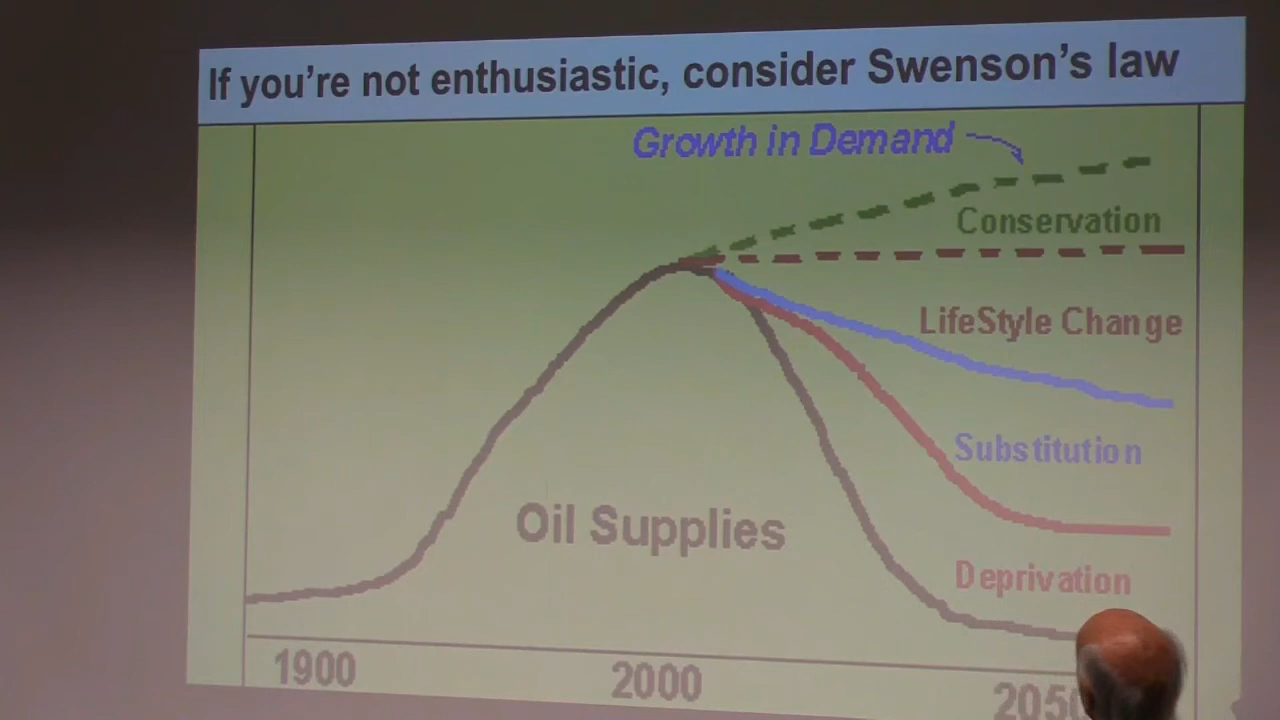 If you're not enthusiastic, consider Swenson's law
Growth in Demand
Conservation
LifeStyle Change
Substitution
Oil Supplies
Deprivation
1900
2000